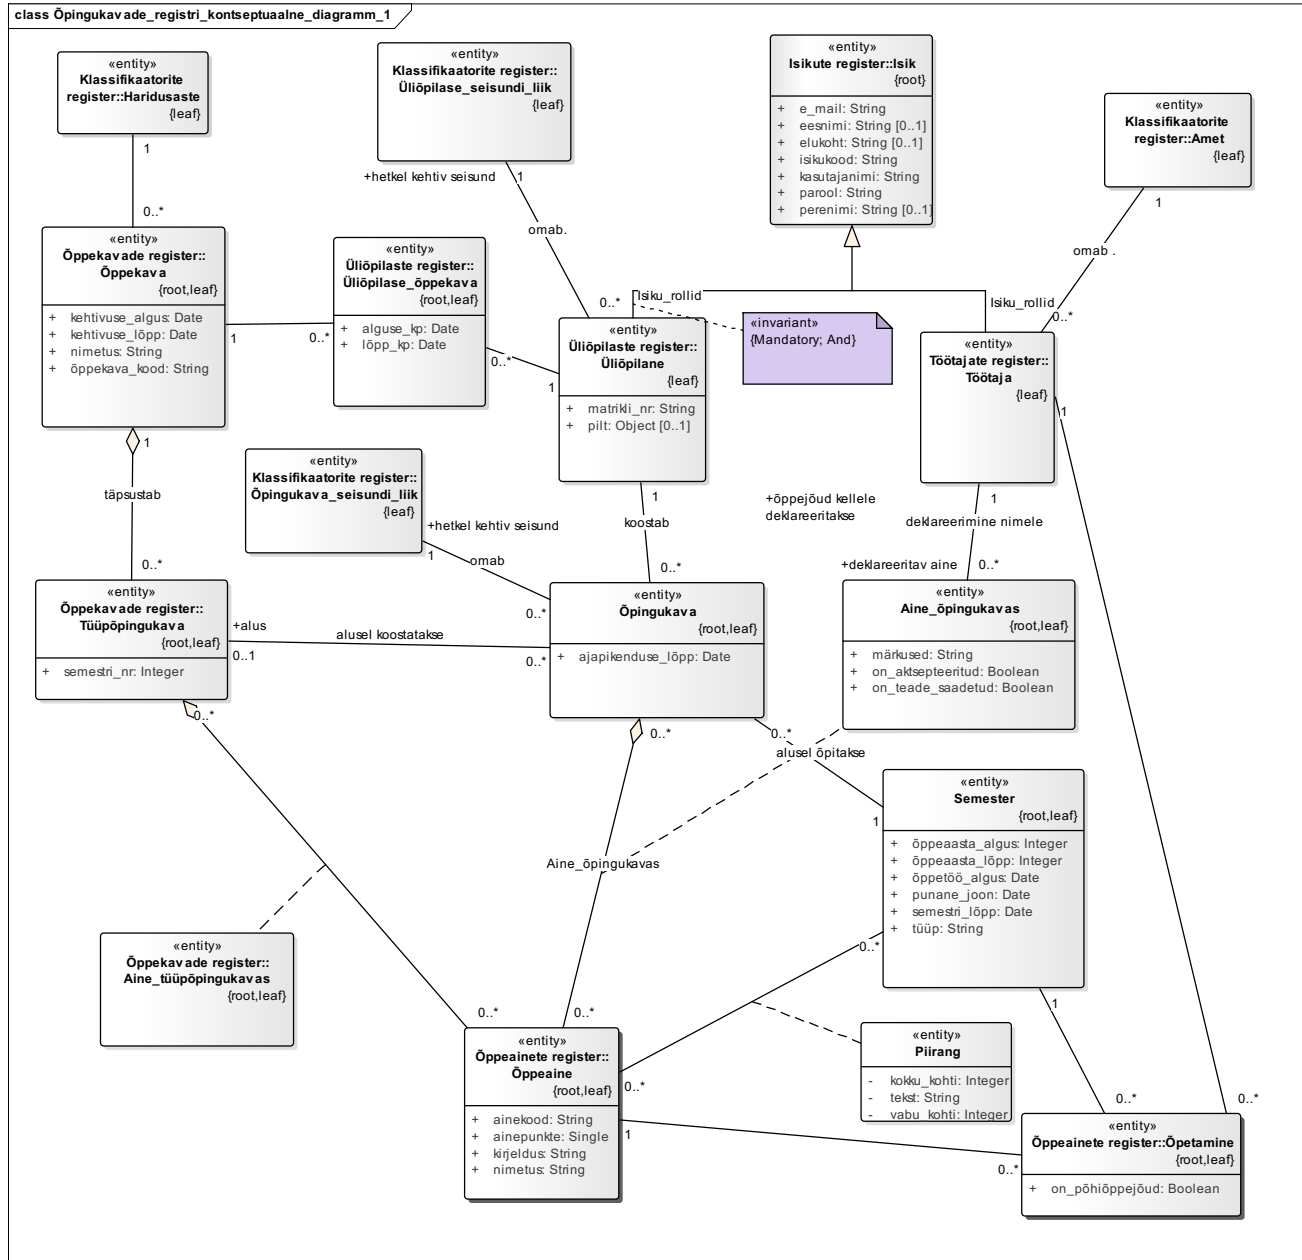 class Õpingukavade_registri_kontseptuaalne_diagramm_1
«entity»
Klassifikaatorite
register::Haridusaste
{leaf}
1
0..*
«entity»
Klassifikaatorite register::
Üliõpilase_seisundi_liik
{leaf}
+hetkel kehtiv seisund
1
omab.
0..*
«entity»
Isikute register::Isik
{root}
+ e_mail: String
+ eesnimi: String [0..1]
+ elukoht: String [0..1]
+ isikukood: String
+ kasutajanimi: String
+ parool: String
+ perenimi: String [0..1]
«entity»
Klassifikaatorite
register::Amet
{leaf}
1
omab .
0..*
Isiku_rollid
Isiku_rollid
«invariant»
{Mandatory; And}
«entity»
Õppekavade register::
Õppekava
{root,leaf}
+ kehtivuse_algus: Date
+ kehtivuse_lõpp: Date
+ nimetus: String
+ õppekava_kood: String
1
0..*
«entity»
Üliõpilaste register::
Üliõpilase_õppekava
{root,leaf}
+ alguse_kp: Date
+ lõpp_kp: Date
0..*
1
«entity»
Üliõpilaste register::
Üliõpilane
{leaf}
+ matrikli_nr: String
+ pilt: Object [0..1]
«entity»
Töötajate register::
Töötaja
{leaf}
1
1
täpsustab
0..*
«entity»
Klassifikaatorite register::
Õpingukava_seisundi_liik
{leaf}
+hetkel kehtiv seisund
1
omab
0..*
1
koostab
0..*
+õppejõud kellele
deklareeritakse
1
deklareerimine nimele
+deklareeritav aine
0..*
«entity»
Õppekavade register::
Tüüpõpingukava
{root,leaf}
+ semestri_nr: Integer
+alus
0..1
alusel koostatakse
0..*
«entity»
Õpingukava
{root,leaf}
+ ajapikenduse_lõpp: Date
«entity»
Aine_õpingukavas
{root,leaf}
+ märkused: String
+ on_aktsepteeritud: Boolean
+ on_teade_saadetud: Boolean
0..*
0..*
0..*
alusel õpitakse
1
«entity»
Semester
{root,leaf}
+ õppeaasta_algus: Integer
+ õppeaasta_lõpp: Integer
+ õppetöö_algus: Date
+ punane_joon: Date
+ semestri_lõpp: Date
+ tüüp: String
Aine_õpingukavas
0..*
1
«entity»
Õppekavade register::
Aine_tüüpõpingukavas
{root,leaf}
0..*
0..*
«entity»
Õppeainete register::
Õppeaine
{root,leaf}
+ ainekood: String
+ ainepunkte: Single
+ kirjeldus: String
+ nimetus: String
0..*
1
«entity»
Piirang
- kokku_kohti: Integer
- tekst: String
- vabu_kohti: Integer
0..*
0..*
0..*
«entity»
Õppeainete register::Õpetamine
{root,leaf}
+ on_põhiõppejõud: Boolean